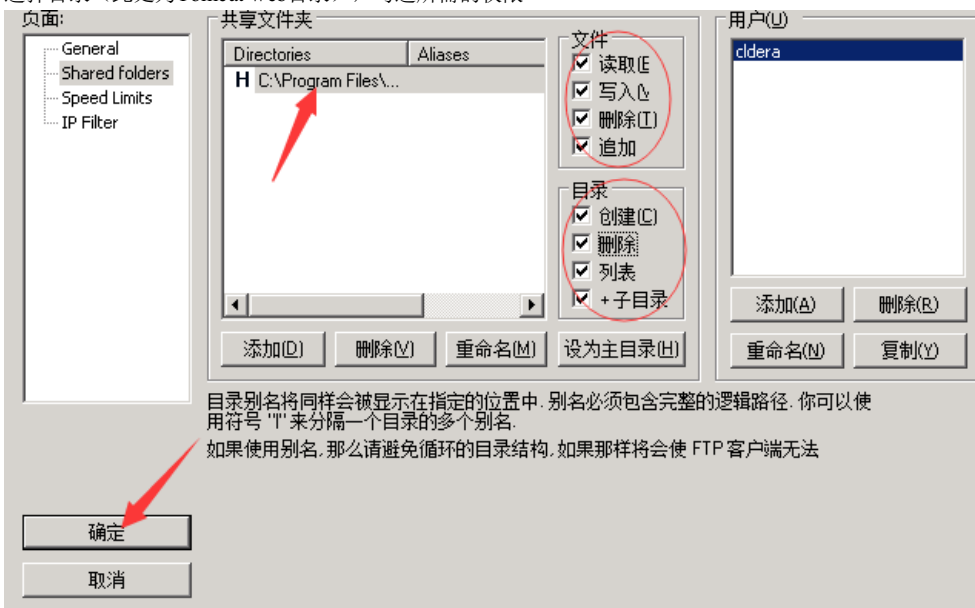 页面:
General
Shared folders
Speed Limits
IP Filter
共享文件夹
Directories Aliases
H C:\Program Files\...
文件
读取(E
写入(
删除(T)
追加
目录
创建(C)
删除
列表
+子目录
添加(D) 删除(V) 重命名(M) 设为主目录(H)
用户(U)
cldera
添加(A) 删除(R)
重命名(N) 复制(Y)
目录别名将同样会被显示在指定的位置中.别名必须包含完整的逻辑路径.你可以使
用符号 "|" 来分隔一个目录的多个别名.
如果使用别名,那么请避免循环的目录结构,如果那样将会使 FTP 客户端无法
确定
取消